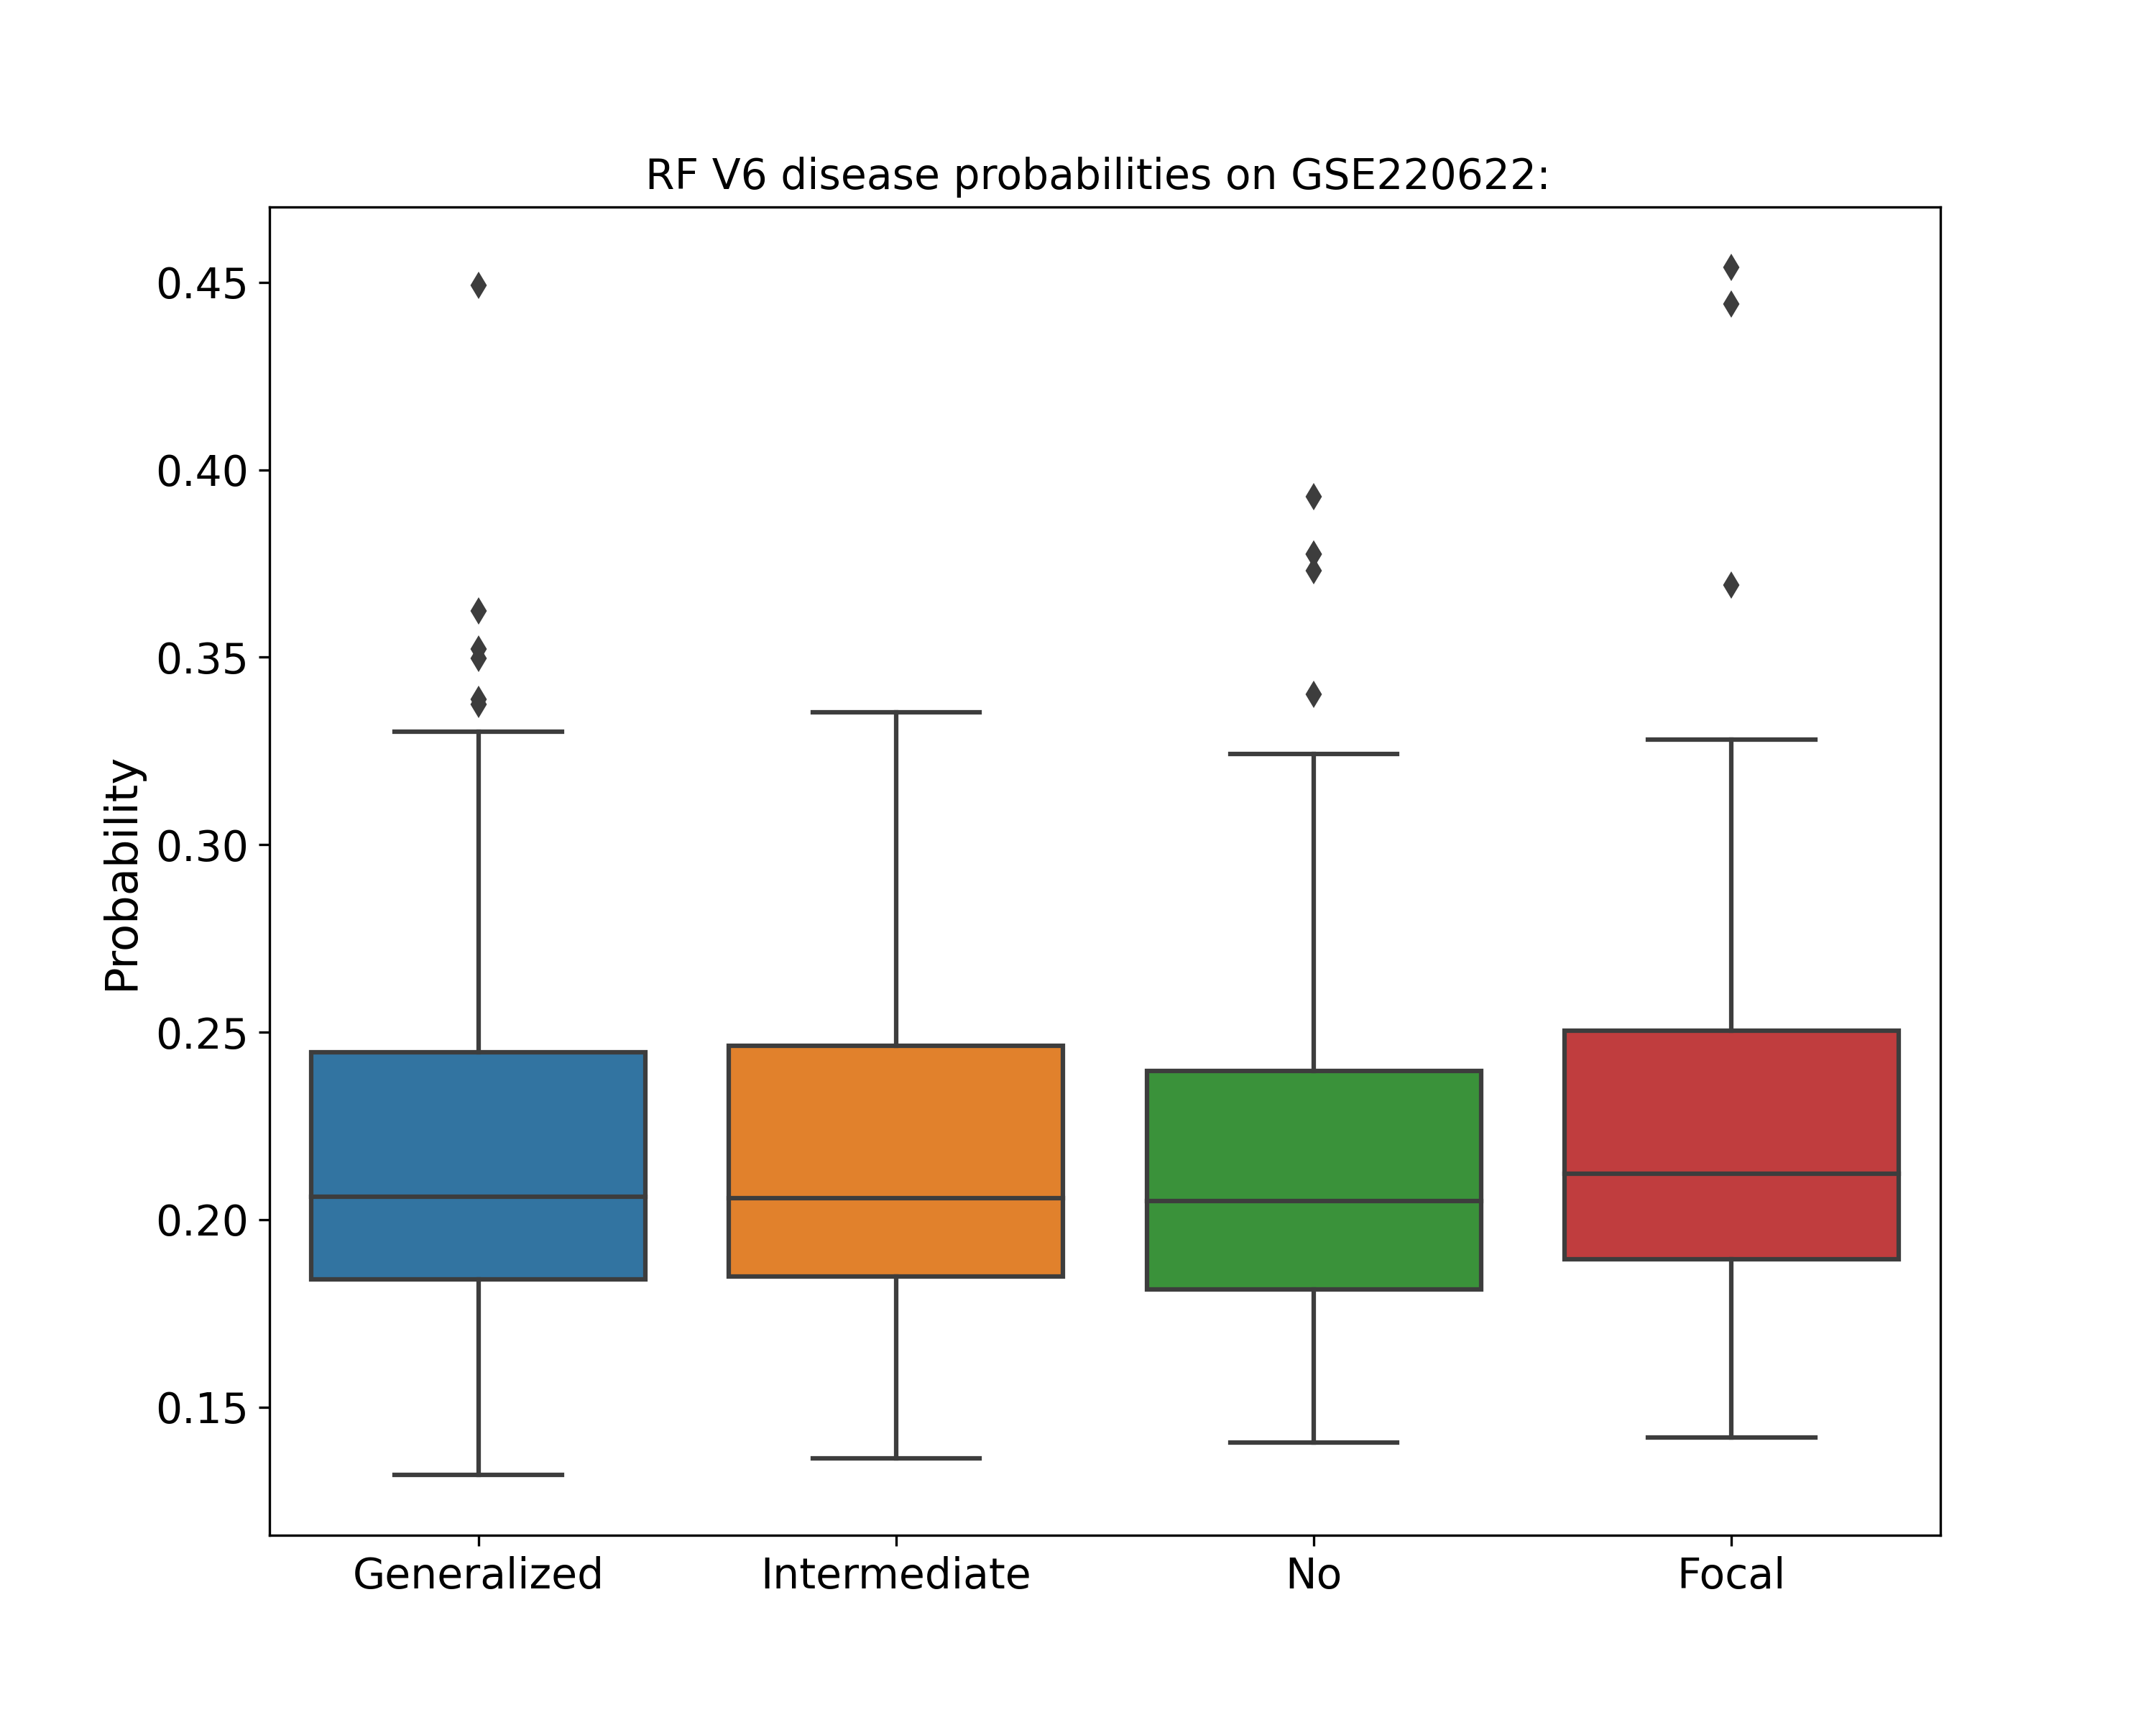 RF V6 disease probabilities on GSE220622:
Probability
0.45
0.40
0.35
0.30
0.25
0.20
0.15
Generalized
Intermediate
No
Focal